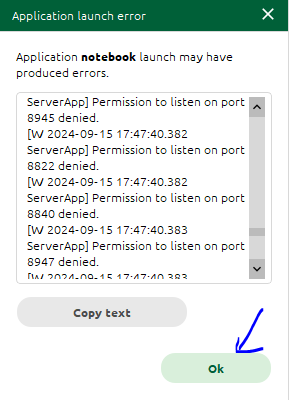 Application launch error
Application notebook launch may have
produced errors.
ServerApp] Permission to listen on port
8945 denied.
[W 2024-09-15 17:47:40.382
ServerApp] Permission to listen on port
8822 denied.
[W 2024-09-15 17:47:40.382
ServerApp] Permission to listen on port
8840 denied.
[W 2024-09-15 17:47:40.383
ServerApp] Permission to listen on port
8947 denied.
[W 2024-09-15 17:47:40.383
Copy text
Ok